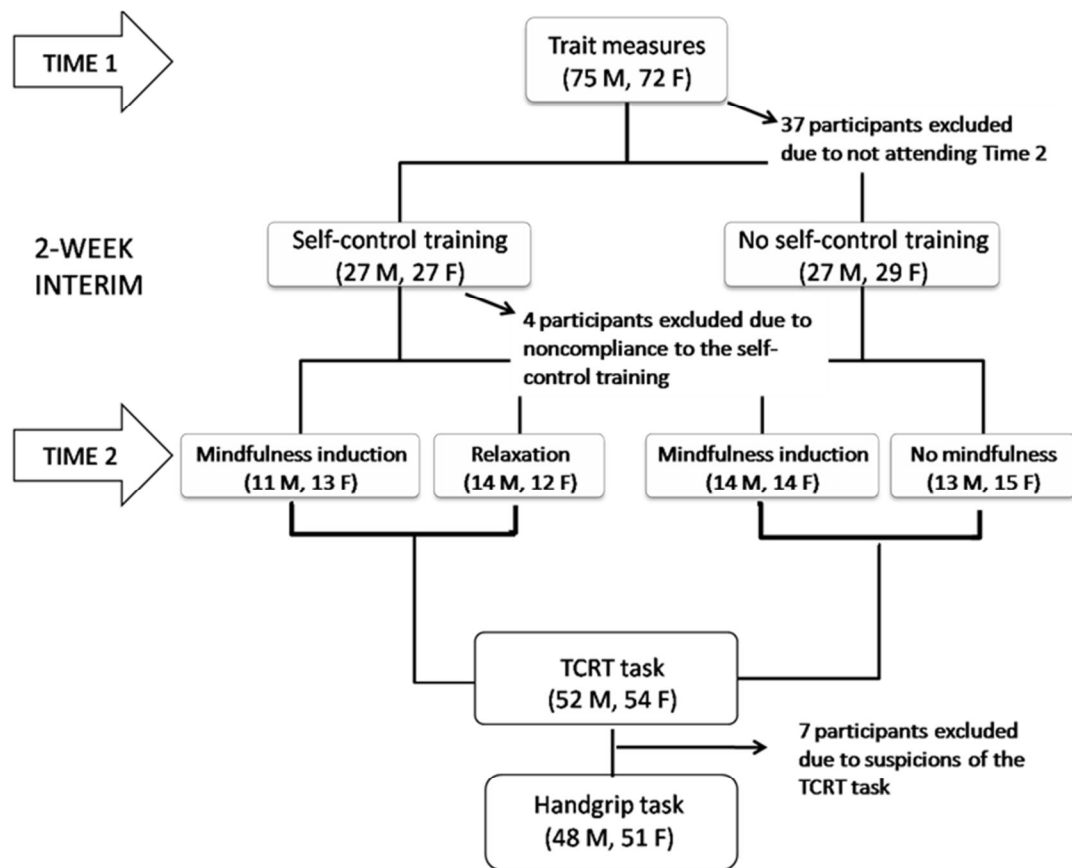 TIME 1
Trait measures
(75 M, 72 F)
37 participants excluded
due to not attending Time 2
2-WEEK
INTERIM
Self-control training
(27 M, 27 F)
No self-control training
(27 M, 29 F)
4 participants excluded due to
noncompliance to the self-
control training
TIME 2
Mindfulness induction
(11 M, 13 F)
Relaxation
(14 M, 12 F)
Mindfulness induction
(14 M, 14 F)
No mindfulness
(13 M, 15 F)
TCRT task
(52 M, 54 F)
7 participants excluded
due to suspicions of the
TCRT task
Handgrip task
(48 M, 51 F)